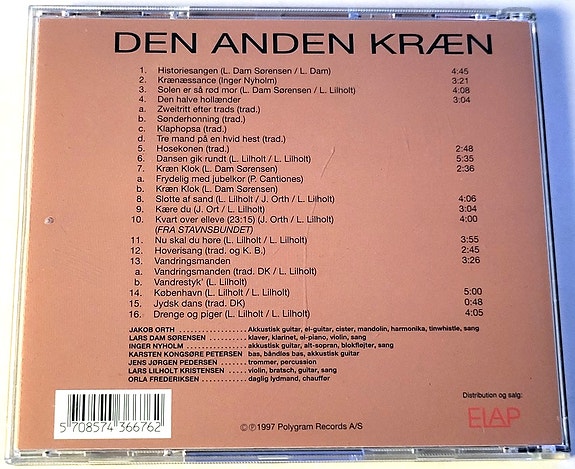 DEN ANDEN KRÆN
1. Historiesangen (L. Dam Sørensen / L. Dam) 4:45
2. Krænæssance (Inger Nyholm) 3:21
3. Solen er så rød mor (L. Dam Sørensen / L. Lilholt) 4:08
4. Den halve hollænder 3:04
a. Zweitritt efter trads (trad.)
b. Sønderhonning (trad.)
c. Klaphopsa (trad.)
d. Tre mand på en hvid hest (trad.)
5. Hosekonen (trad.) 2:48
6. Dansen gik rundt (L. Lilholt / L. Lilholt) 5:35
7. Kræn Klok (L. Dam Sørensen) 2:36
a. Frydelig med jubelkor (P. Cantiones)
b. Kræn Klok (L. Dam Sørensen)
8. Slotte af sand (L. Lilholt / J. Orth / L. Lilholt) 4:06
9. Kære du (J. Ort / L. Lilholt) 3:04
10. Kvart over elleve (23:15) (J. Orth / L. Lilholt) 4:00
(FRA STAVNSBUNDET)
11. Nu skal du høre (L. Lilholt / L. Lilholt) 3:55
12. Hoverisang (trad. og K. B.) 2:45
13. Vandringsmanden 3:26
a. Vandringsmanden (trad. DK / L. Lilholt)
b. Vandrestyk' (L. Lilholt)
14. København (L. Lilholt / L. Lilholt) 5:00
15. Jydsk dans (trad. DK) 0:48
16. Drenge og piger (L. Lilholt / L. Lilholt) 4:05
JAKOB ORTH .................. Akkustisk guitar, el-guitar, cister, mandolin, harmonika, tinwhistle, sang
LARS DAM SØRENSEN .......... klaver, klarinet, el-piano, violin, sang
INGER NYHOLM ............... akkustisk guitar, alt-sopran, blokfløjter, sang
KARSTEN KONGSØRE PETERSEN bas, båndløs bas, akkustisk guitar
JENS JØRGEN PEDERSEN ....... trommer, percussion
LARS LILHOLT KRISTENSEN .... violin, bratsch, guitar, sang
ORLA FREDERIKSEN ........... daglig lydmand, chauffør
Distribution og salg:
ELAP
5 708574 366762
©℗1997 Polygram Records A/S